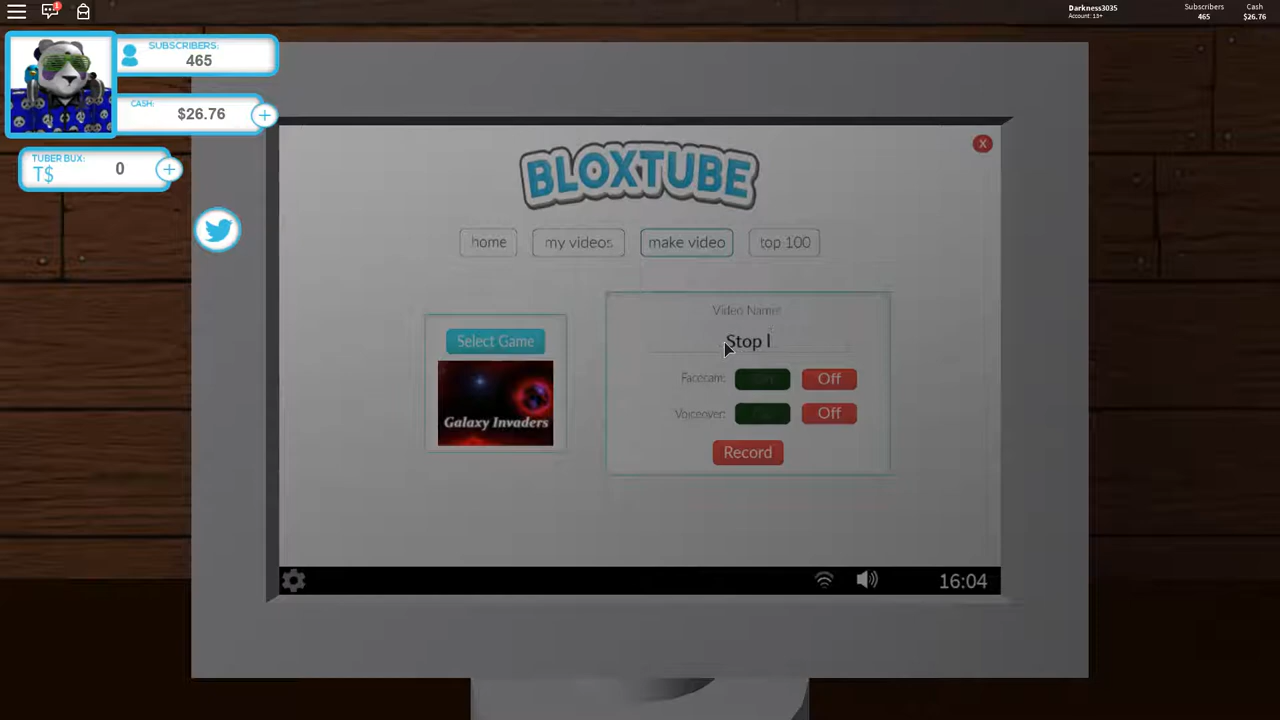 Darkness3035
Account: 13+
Subscribers
465
Cash
$26.76
SUBSCRIBERS:
465
CASH:
$26.76
+
TUBER BUX:
T$
0
+
X
BLOXTUBE
home
my videos
make video
top 100
Select Game
Galaxy Invaders
Video Name:
Stop l
Facecam:
Off
Voiceover:
Off
Record
16:04